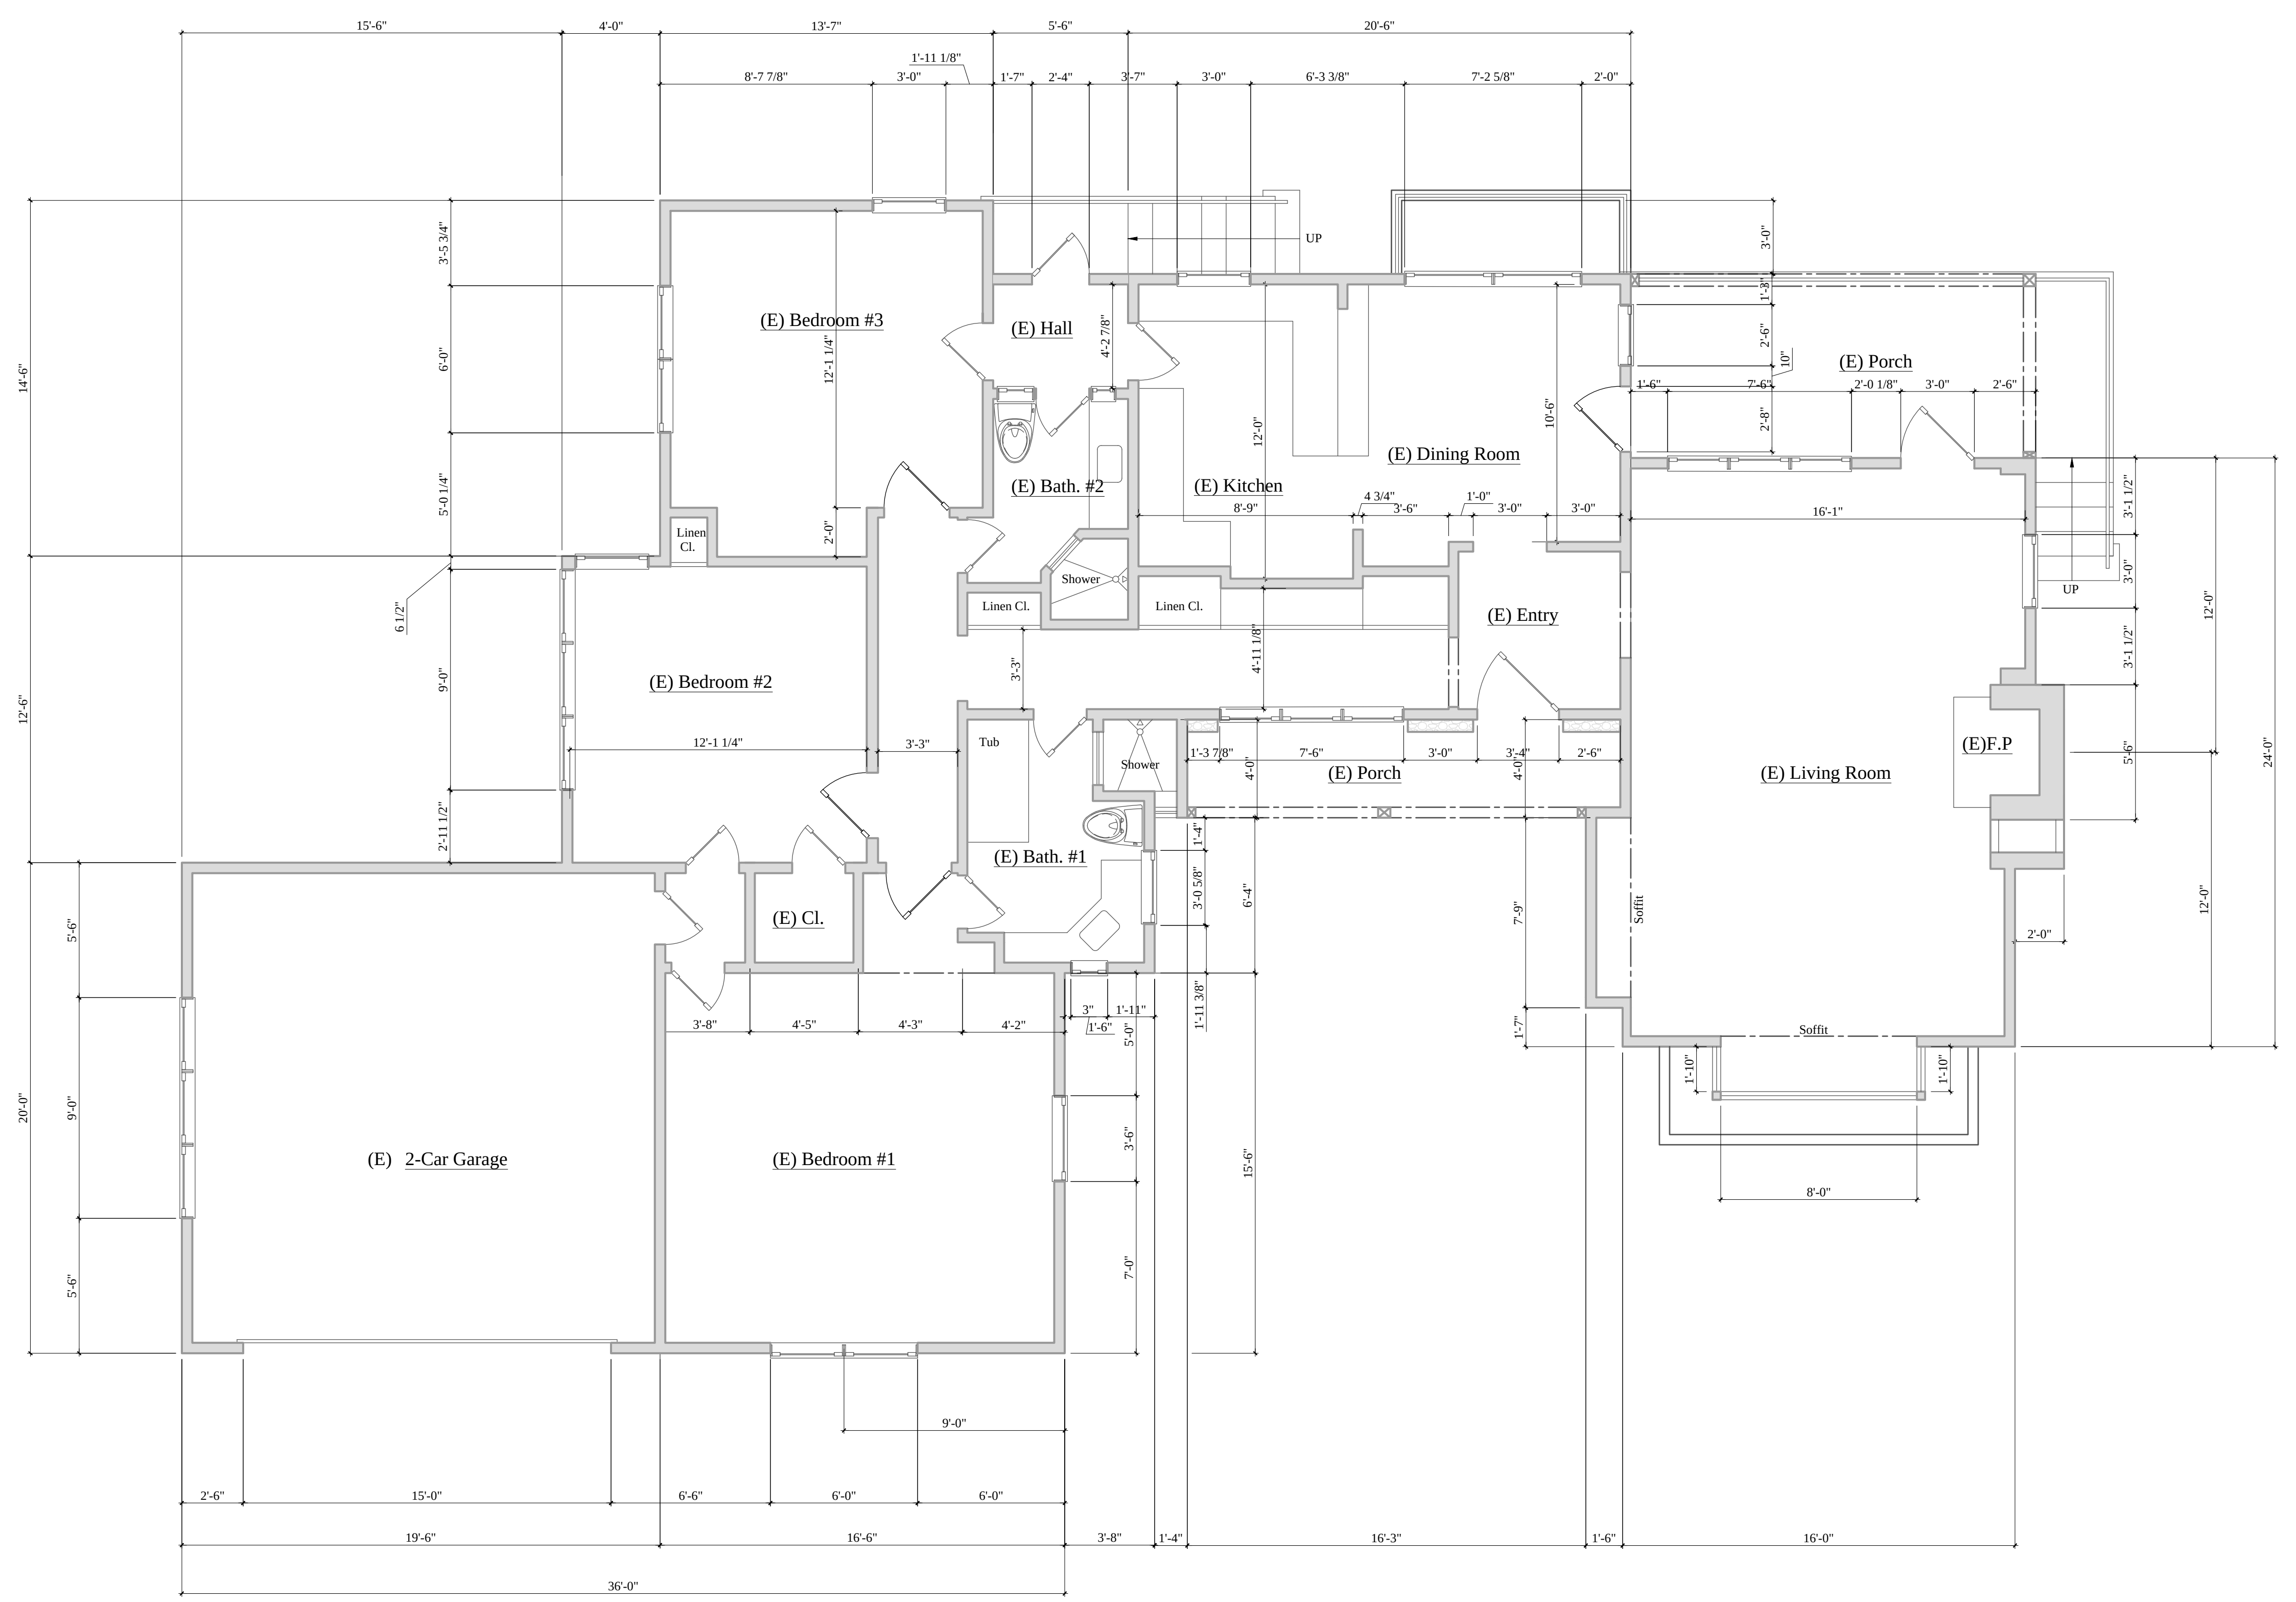 15'-6" 4'-0" 13'-7" 5'-6" 20'-6"
1'-11 1/8"
8'-7 7/8" 3'-0" 1'-7" 2'-4" 3'-7" 3'-0" 6'-3 3/8" 7'-2 5/8" 2'-0"
14'-6"
12'-6"
20'-0"
3'-5 3/4"
6'-0"
5'-0 1/4"
6 1/2"
9'-0"
2'-11 1/2"
5'-6"
9'-0"
5'-6"
UP
3'-0"
1'-3"
2'-6"
10"
2'-8"
(E) Bedroom #3
12'-1 1/4"
2'-0"
(E) Hall
4'-2 7/8"
(E) Porch
1'-6" 7'-6" 2'-0 1/8" 3'-0" 2'-6"
12'-0"
10'-6"
(E) Dining Room
(E) Bath. #2
(E) Kitchen
8'-9" 4 3/4" 3'-6" 1'-0" 3'-0" 3'-0"
16'-1"
3'-1 1/2"
3'-0"
3'-1 1/2"
5'-6"
12'-0"
12'-0"
24'-0"
UP
Linen
Cl.
Shower
Linen Cl.
Linen Cl.
(E) Entry
3'-3"
4'-11 1/8"
(E) Bedroom #2
12'-1 1/4"
3'-3"
Tub
Shower
1'-3 7/8" 7'-6" 3'-0" 3'-4" 2'-6"
4'-0"
4'-0"
(E) Porch
(E) Living Room
(E)F.P
(E) Bath. #1
1'-4"
3'-0 5/8"
6'-4"
1'-11 3/8"
7'-9"
1'-7"
Soffit
2'-0"
(E) Cl.
3'-8" 4'-5" 4'-3" 4'-2"
3" 1'-11"
1'-6"
5'-0"
3'-6"
7'-0"
15'-6"
Soffit
1'-10"
1'-10"
8'-0"
(E) 2-Car Garage
(E) Bedroom #1
9'-0"
2'-6" 15'-0" 6'-6" 6'-0" 6'-0"
19'-6" 16'-6" 3'-8" 1'-4" 16'-3" 1'-6" 16'-0"
36'-0"